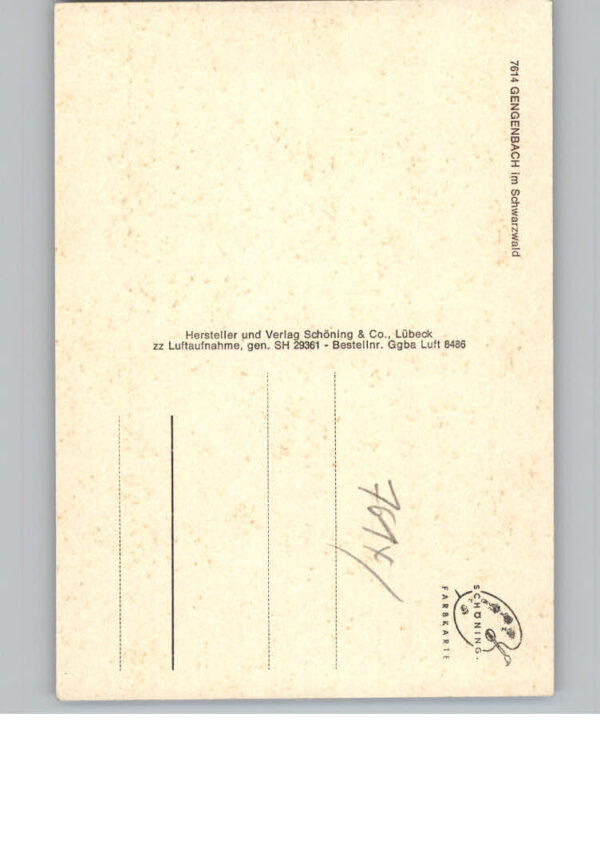 7614 GENGENBACH im Schwarzwald
Hersteller und Verlag Schöning & Co., Lübeck
zz Luftaufnahme, gen. SH 29361 - Bestellnr. Ggba Luft 8486
SCHÖNING.
FARBKARTE